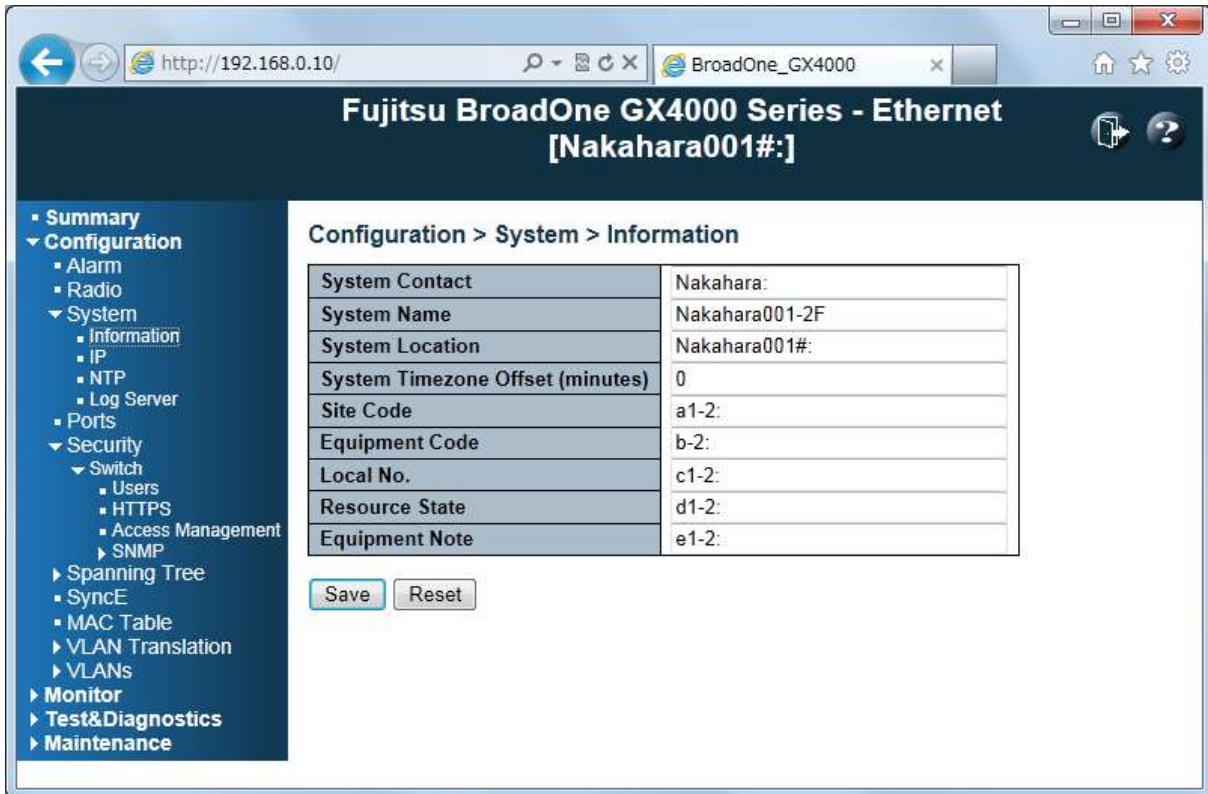 http://192.168.0.10/
BroadOne_GX4000
Fujitsu BroadOne GX4000 Series - Ethernet
[Nakahara001#:]
Summary
Configuration
Alarm
Radio
System
Information
IP
NTP
Log Server
Ports
Security
Switch
Users
HTTPS
Access Management
SNMP
Spanning Tree
SyncE
MAC Table
VLAN Translation
VLANs
Monitor
Test&Diagnostics
Maintenance
Configuration > System > Information
System Contact Nakahara:
System Name Nakahara001-2F
System Location Nakahara001#:
System Timezone Offset (minutes) 0
Site Code a1-2:
Equipment Code b-2:
Local No. c1-2:
Resource State d1-2:
Equipment Note e1-2:
Save Reset